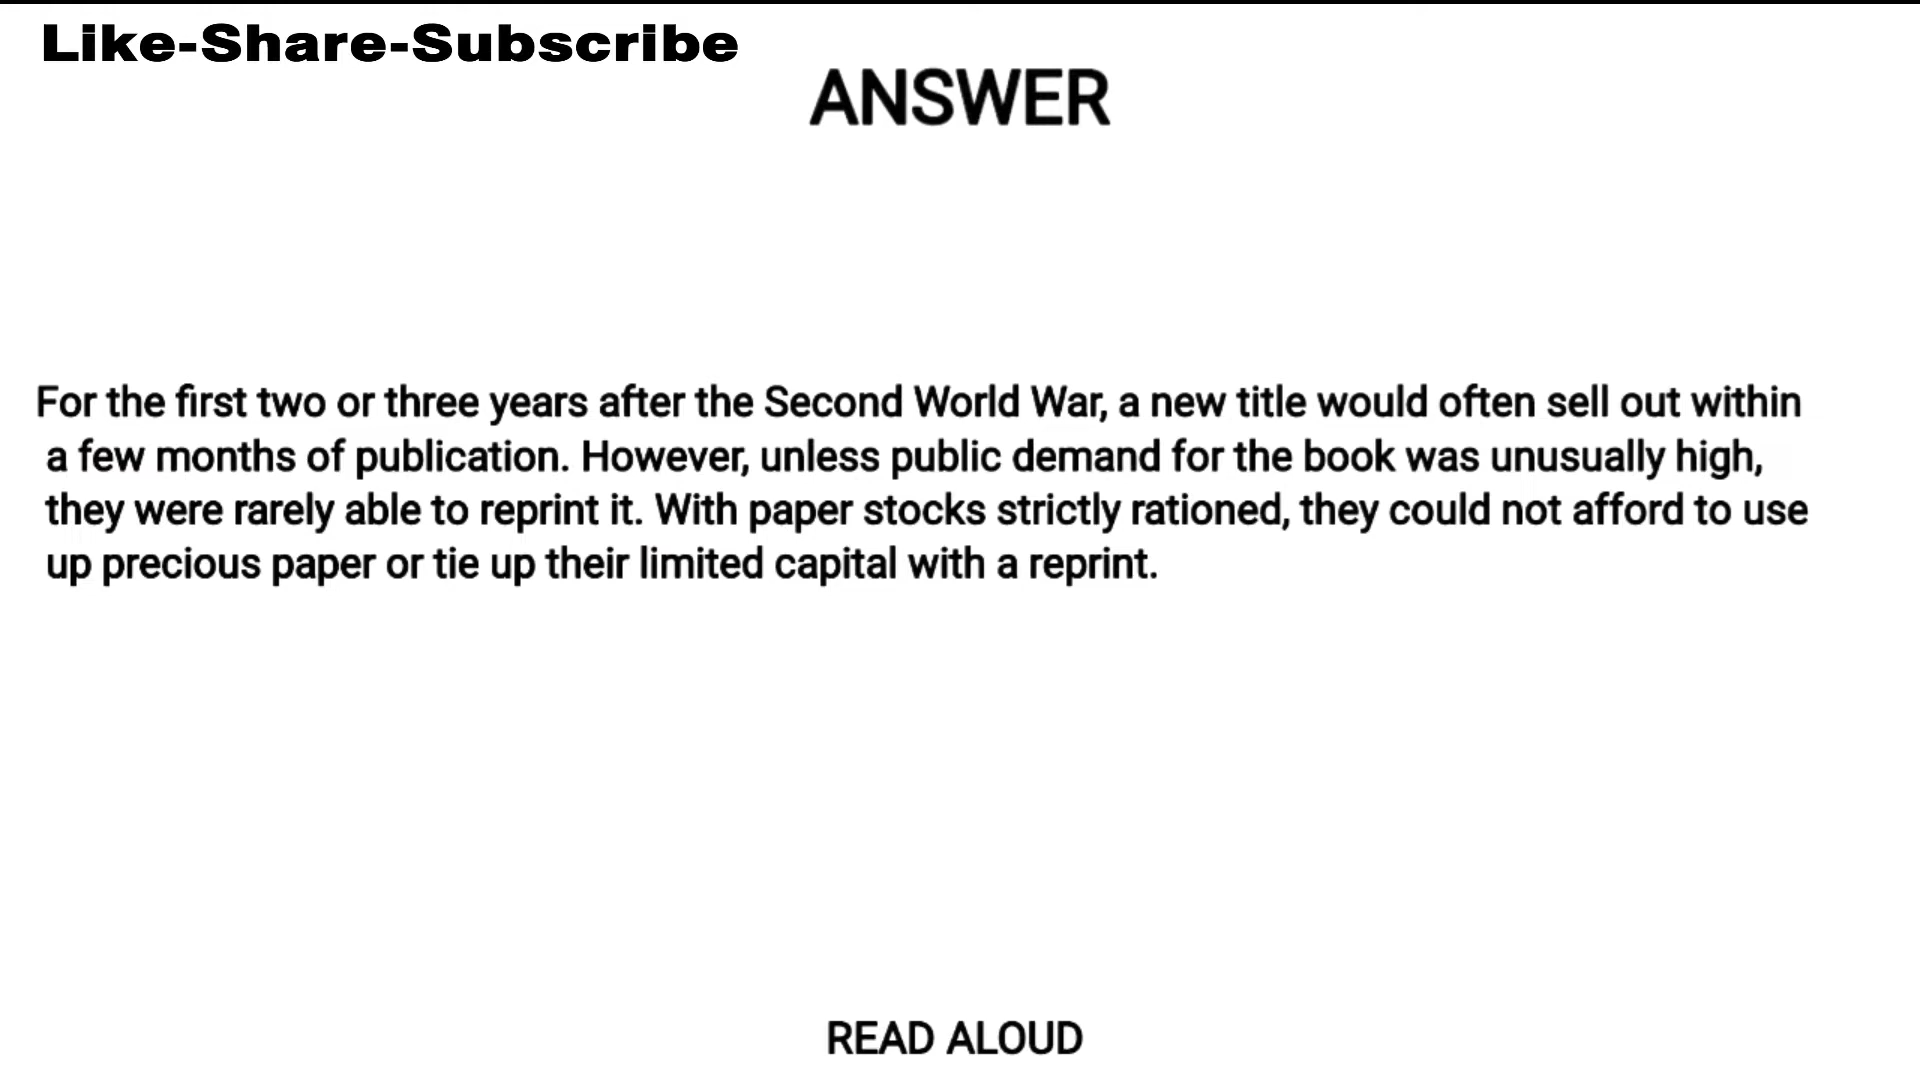 Like-Share-Subscribe
ANSWER
For the first two or three years after the Second World War, a new title would often sell out within
a few months of publication. However, unless public demand for the book was unusually high,
they were rarely able to reprint it. With paper stocks strictly rationed, they could not afford to use
up precious paper or tie up their limited capital with a reprint.
READ ALOUD